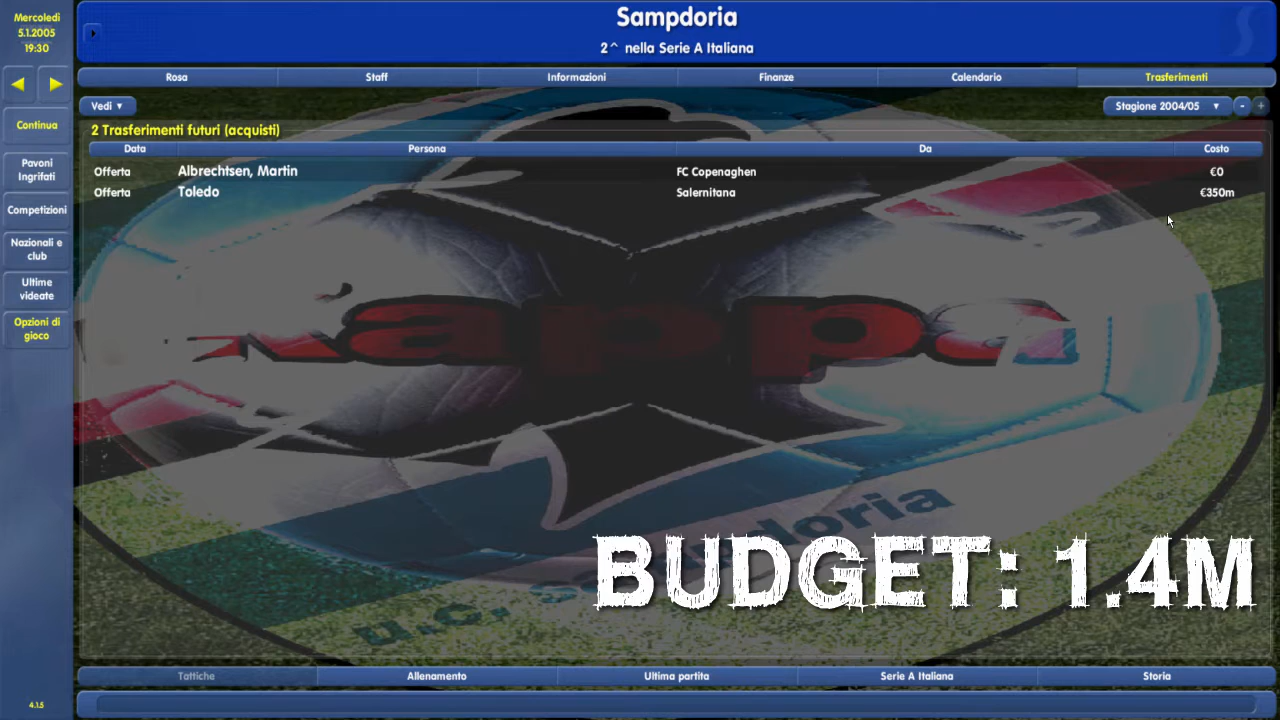 Mercoledì
5.1.2005
19:30
Sampdoria
2^ nella Serie A Italiana
Rosa Staff Informazioni Finanze Calendario Trasferimenti
Vedi
Stagione 2004/05
- +
2 Trasferimenti futuri (acquisti)
Data Persona Da Costo
Offerta Albrechtsen, Martin FC Copenaghen €0
Offerta Toledo Salernitana €350m
Continua
Pavoni
Ingrifati
Competizioni
Nazionali e
club
Ultime
videate
Opzioni di
gioco
kappa
u.c. sampdoria
BUDGET: 1.4M
Tattiche Allenamento Ultima partita Serie A Italiana Storia
4.1.5